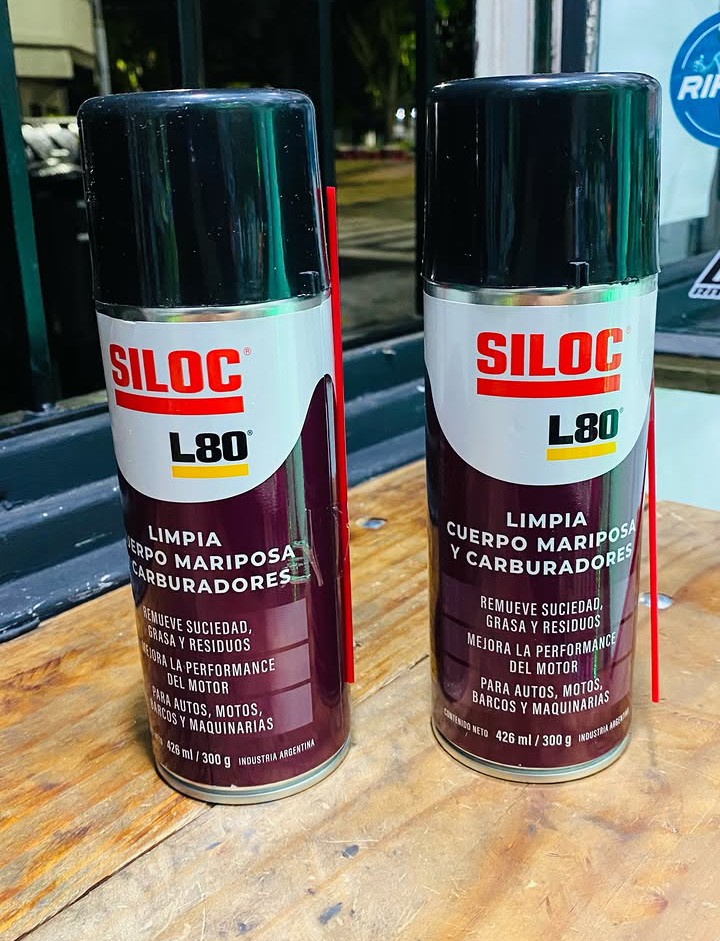 SILOC®
L80®
LIMPIA
CUERPO MARIPOSA
CARBURADORES
REMUEVE SUCIEDAD,
GRASA Y RESIDUOS
MEJORA LA PERFORMANCE
DEL MOTOR
PARA AUTOS, MOTOS,
BARCOS Y MAQUINARIAS
426 ml / 300 g INDUSTRIA ARGENTINA
SILOC®
L80®
LIMPIA
CUERPO MARIPOSA
Y CARBURADORES
REMUEVE SUCIEDAD,
GRASA Y RESIDUOS
MEJORA LA PERFORMANCE
DEL MOTOR
PARA AUTOS, MOTOS,
BARCOS Y MAQUINARIAS
CONTENIDO NETO 426 ml / 300 g INDUSTRIA ARGENTINA